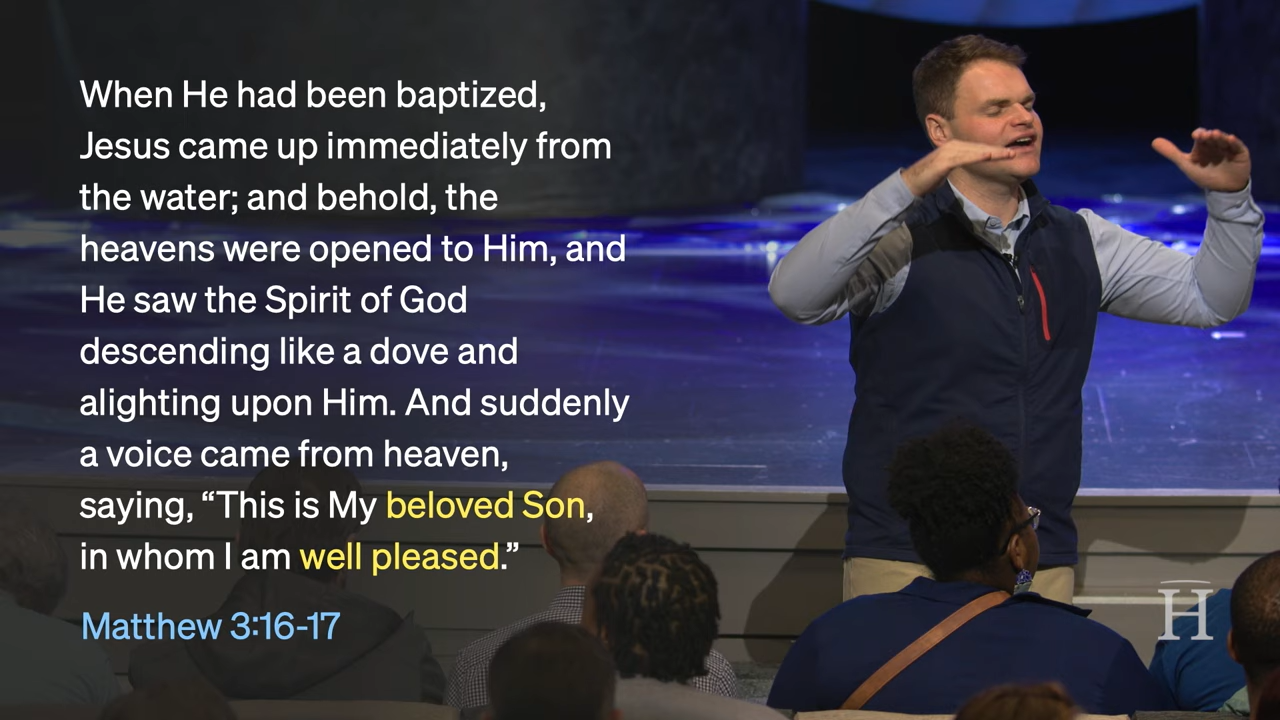 When He had been baptized,
Jesus came up immediately from
the water; and behold, the
heavens were opened to Him, and
He saw the Spirit of God
descending like a dove and
alighting upon Him. And suddenly
a voice came from heaven,
saying, “This is My beloved Son,
in whom I am well pleased.”
Matthew 3:16-17
H